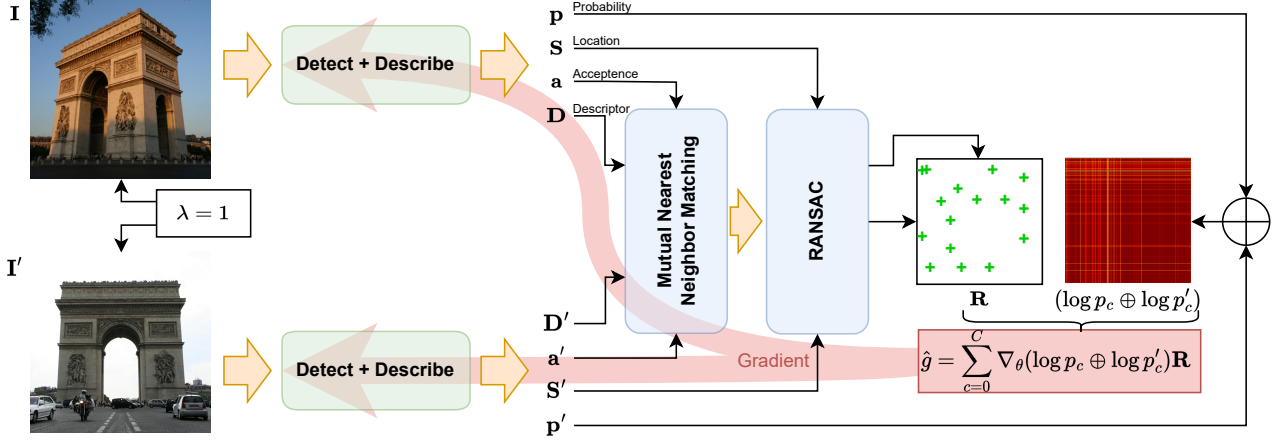 I
Detect + Describe
p Probability
S Location
a Acceptence
D Descriptor
λ = 1
Mutual Nearest
Neighbor Matching
RANSAC
I′
R
(log p_c ⊕ log p′_c)
D′
Detect + Describe
a′
Gradient
ĝ = ∑_{c=0}^{C} ∇_θ(log p_c ⊕ log p′_c)R
S′
p′